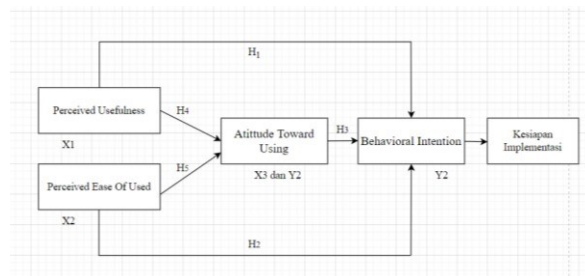 H1
Perceived Usefulness
H4
X1
Atittude Toward
Using
H3
Behavioral Intention
Kesiapan
Implementasi
X3 dan Y2
Y2
H5
Perceived Ease Of Used
X2
H2